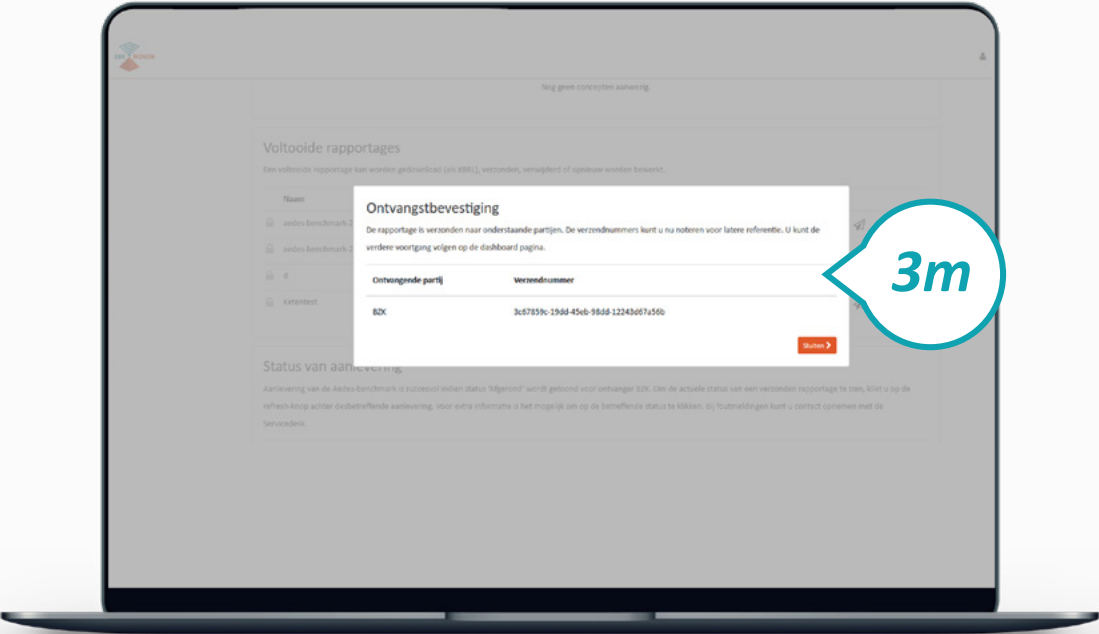 Nog geen concepten aanwezig.
Voltooide rapportages
Een voltooide rapportage kan worden gedownload (als XBRL), verzonden, verwijderd of opnieuw worden bewerkt.
Naam
aedes-benchmark-2
aedes-benchmark-2
d
Ketentest
Ontvangstbevestiging
De rapportage is verzonden naar onderstaande partijen. De verzendnummers kunt u nu noteren voor latere referentie. U kunt de
verdere voortgang volgen op de dashboard pagina.
Ontvangende partij Verzendnummer
BZK 3c67859c-19dd-45eb-98dd-12243d67a56b
Sluiten
3m
Status van aanlevering
Aanlevering van de Aedes-benchmark is succesvol indien status 'Afgerond' wordt getoond voor ontvanger BZK. Om de actuele status van een verzonden rapportage te zien, klikt u op de
refresh-knop achter desbetreffende aanlevering. Voor extra informatie is het mogelijk om op de betreffende status te klikken. Bij foutmeldingen kunt u contact opnemen met de
Servicedesk.